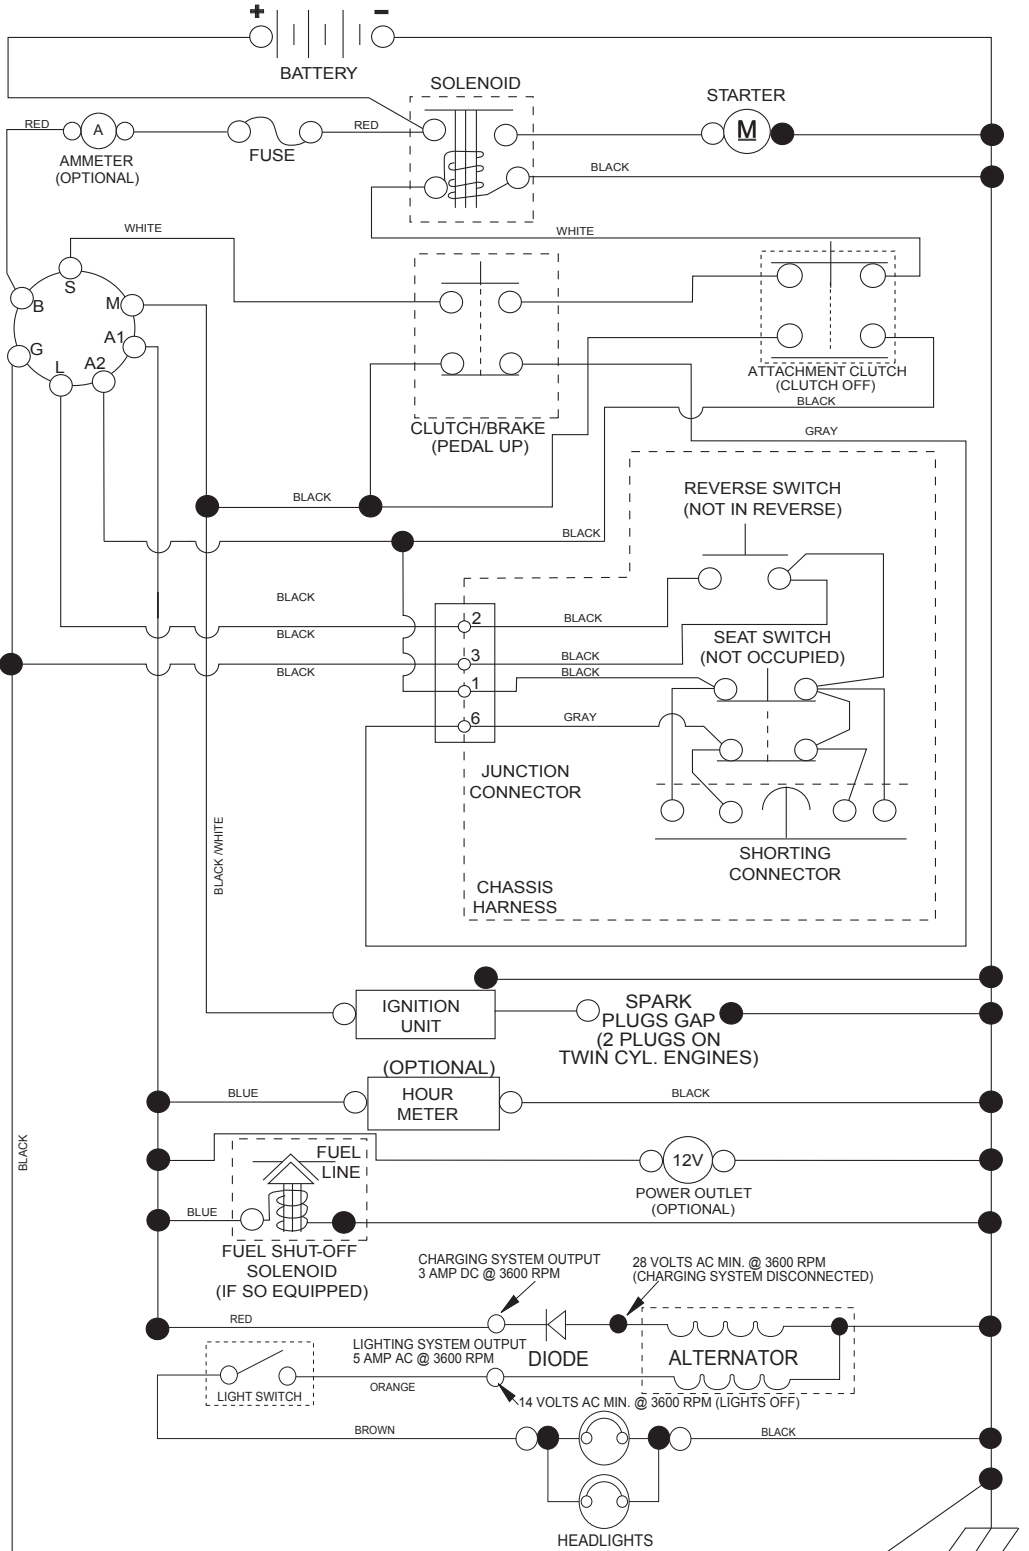 + −
BATTERY
SOLENOID
STARTER
RED
A
RED
M
AMMETER
(OPTIONAL)
FUSE
BLACK
WHITE
WHITE
S
B
M
G
A1
L
A2
ATTACHMENT CLUTCH
(CLUTCH OFF)
BLACK
CLUTCH/BRAKE
(PEDAL UP)
GRAY
REVERSE SWITCH
(NOT IN REVERSE)
BLACK
BLACK
BLACK
2
BLACK
BLACK
SEAT SWITCH
(NOT OCCUPIED)
3
BLACK
BLACK
BLACK
1
6
GRAY
JUNCTION
CONNECTOR
BLACK /WHITE
SHORTING
CONNECTOR
CHASSIS
HARNESS
IGNITION
UNIT
SPARK
PLUGS GAP
(2 PLUGS ON
TWIN CYL. ENGINES)
(OPTIONAL)
BLUE
HOUR
METER
BLACK
BLACK
FUEL
LINE
12V
POWER OUTLET
(OPTIONAL)
BLUE
FUEL SHUT-OFF
SOLENOID
(IF SO EQUIPPED)
CHARGING SYSTEM OUTPUT
3 AMP DC @ 3600 RPM
28 VOLTS AC MIN. @ 3600 RPM
(CHARGING SYSTEM DISCONNECTED)
RED
LIGHTING SYSTEM OUTPUT
5 AMP AC @ 3600 RPM
DIODE
ALTERNATOR
LIGHT SWITCH
ORANGE
14 VOLTS AC MIN. @ 3600 RPM (LIGHTS OFF)
BROWN
BLACK
HEADLIGHTS